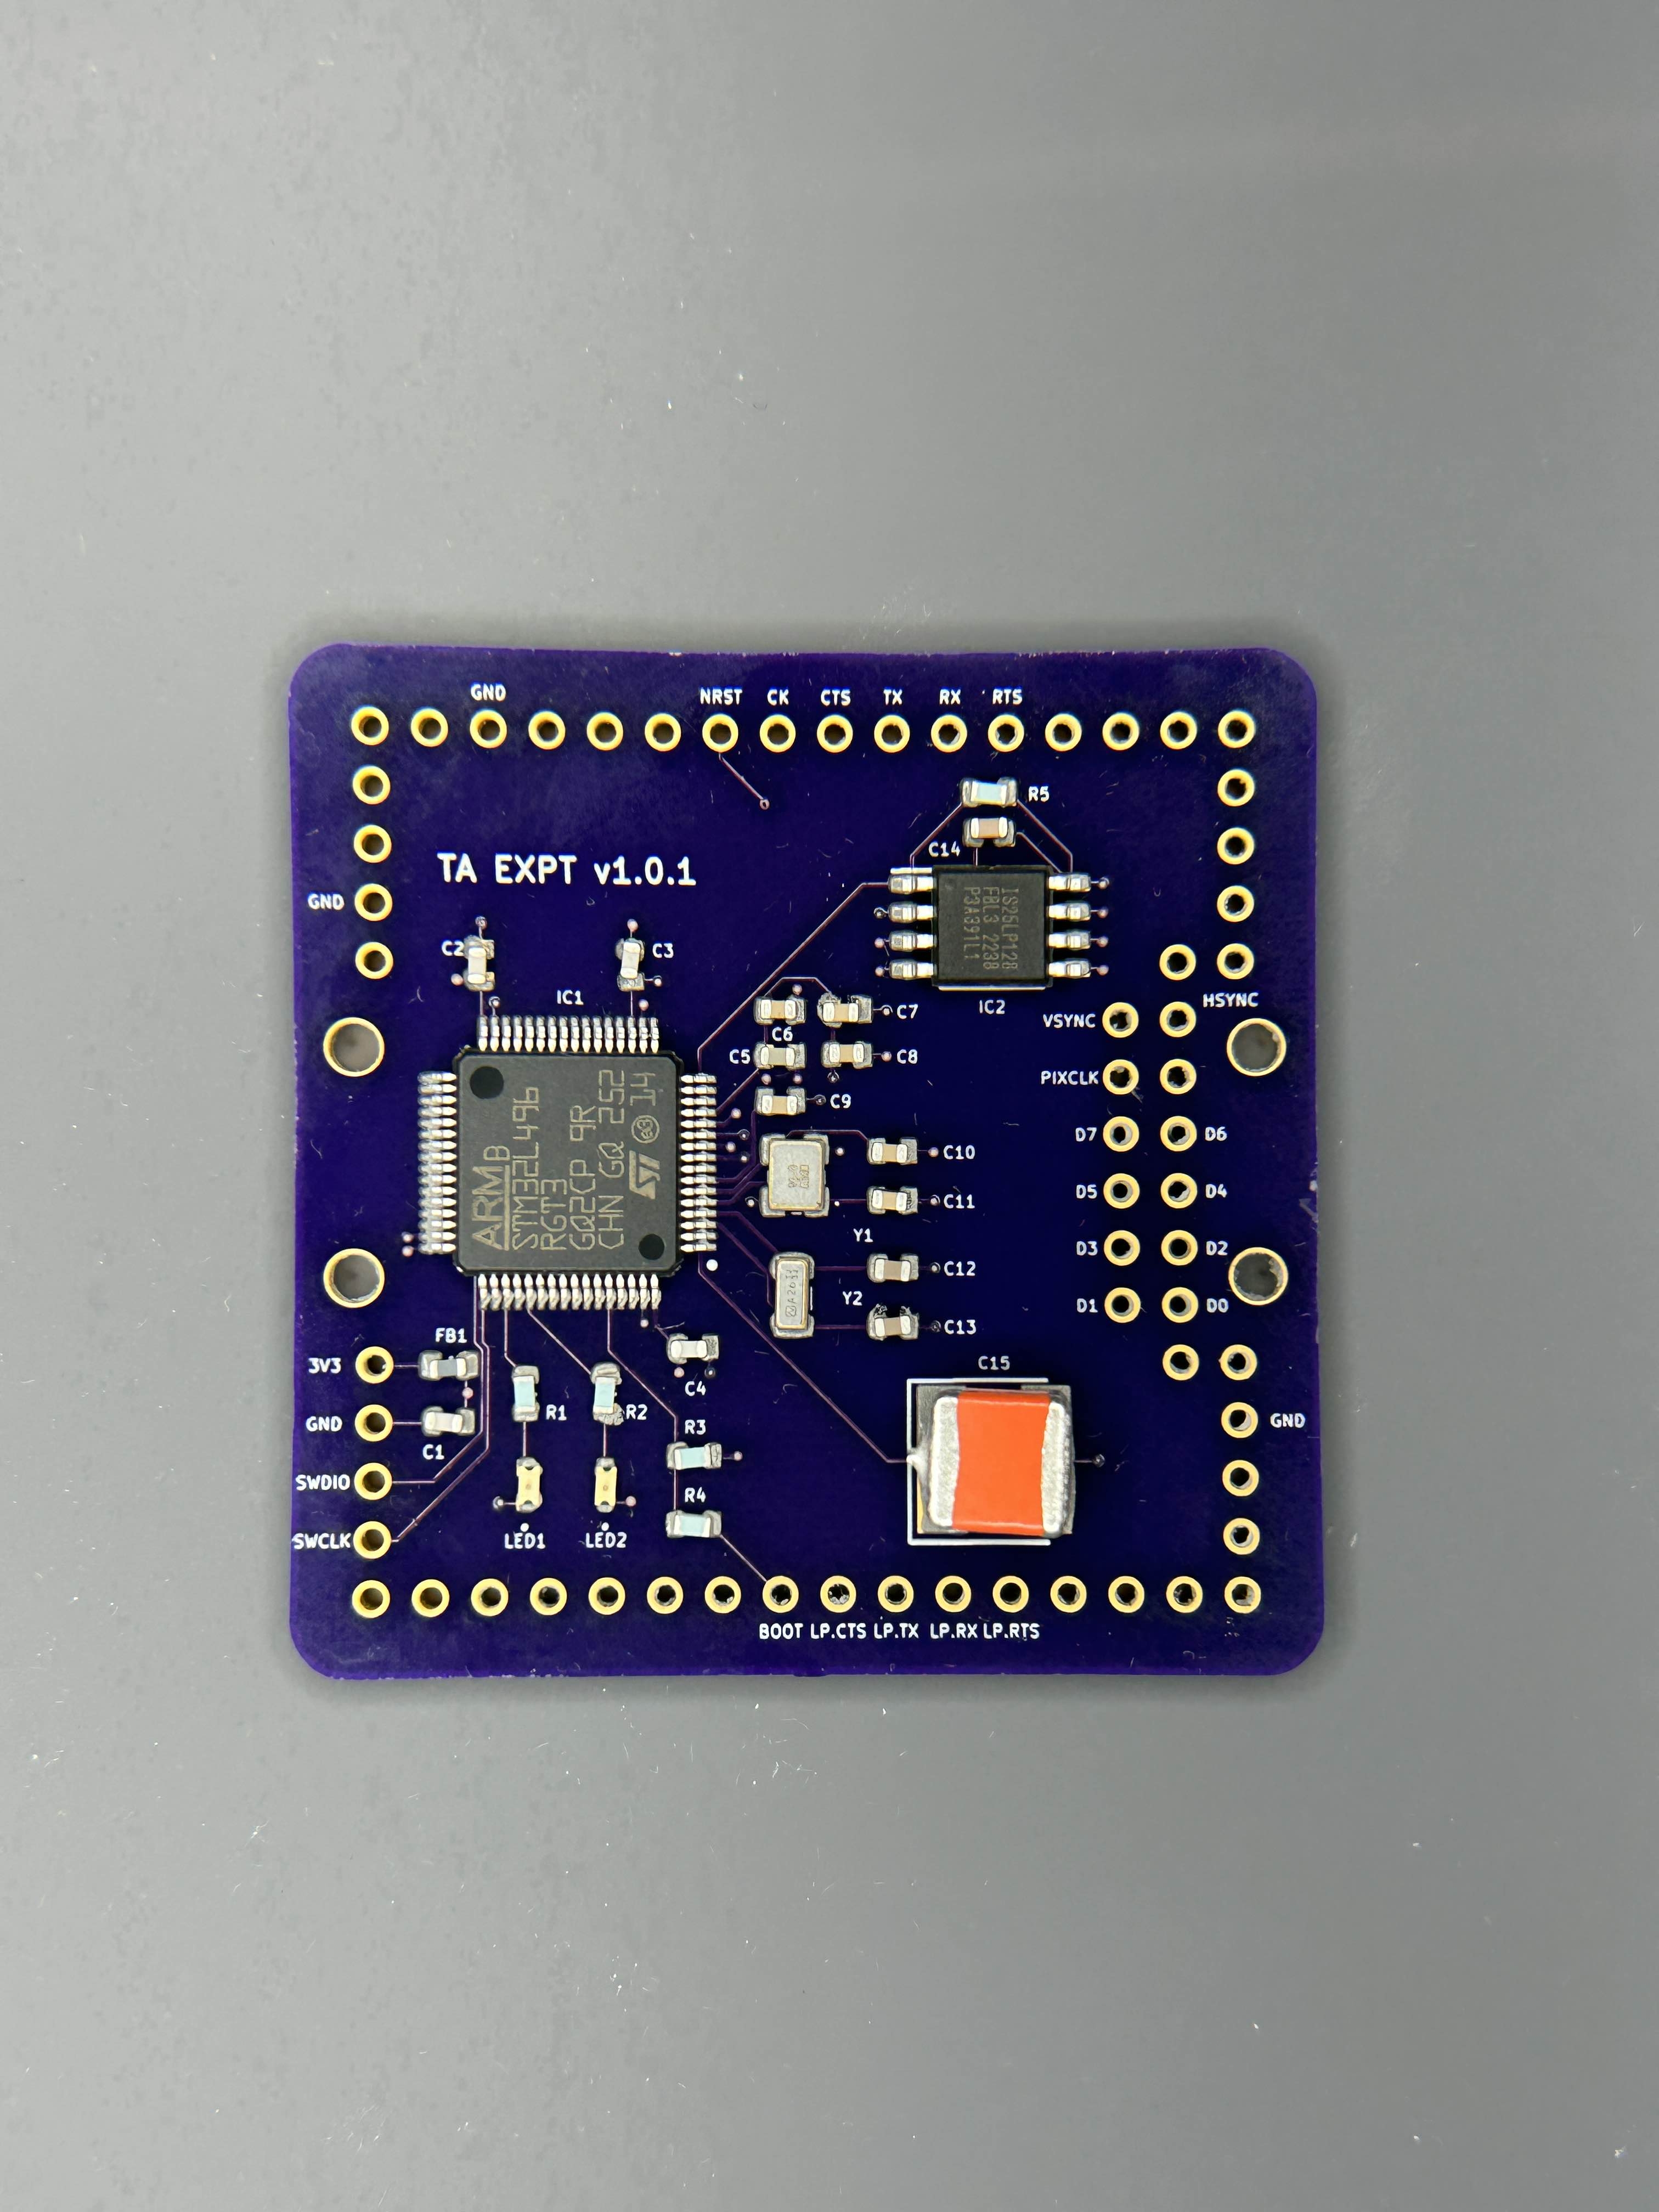 GND NRST CK CTS TX RX RTS
R5
C14
TA EXPT v1.0.1
GND
IS25LP128
FBL3 2238
P3A391L1
C2 C3
IC1
IC2
HSYNC
C6 C7
VSYNC
C5 C8
PIXCLK
C9
ARM B
STM32L496
RGT3
GQ2CP 9R
CHN GQ 252
ST e3 14
D7 D6
C10
D5 D4
C11
Y1
D3 D2
C12
Y2
D1 D0
C13
FB1
3V3
C15
C4
R1 R2
GND
C1
R3
GND
SWDIO
R4
SWCLK
LED1 LED2
BOOT LP.CTS LP.TX LP.RX LP.RTS